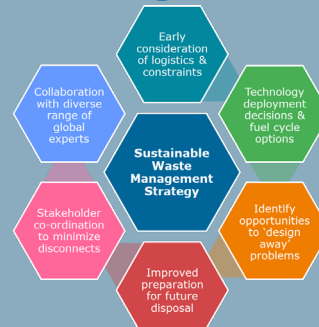 Early
consideration
of logistics &
constraints
Collaboration
with diverse
range of
global
experts
Technology
deployment
decisions &
fuel cycle
options
Sustainable
Waste
Management
Strategy
Stakeholder
co-ordination
to minimize
disconnects
Identify
opportunities
to ‘design
away’
problems
Improved
preparation
for future
disposal